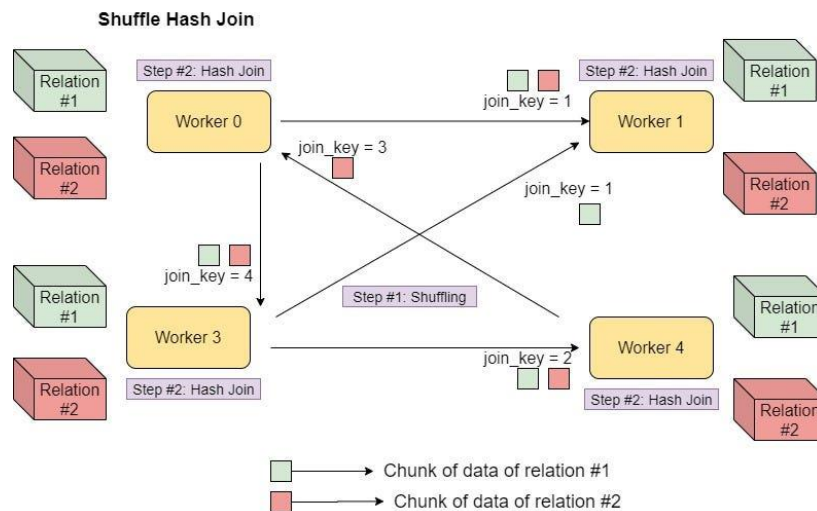 Shuffle Hash Join
Relation
#1
Step #2: Hash Join
Step #2: Hash Join
Relation
#1
join_key = 1
Worker 0
Worker 1
Relation
#2
join_key = 3
Relation
#2
join_key = 1
join_key = 4
Relation
#1
Step #1: Shuffling
Relation
#1
Worker 3
Worker 4
join_key = 2
Relation
#2
Step #2: Hash Join
Step #2: Hash Join
Relation
#2
Chunk of data of relation #1
Chunk of data of relation #2